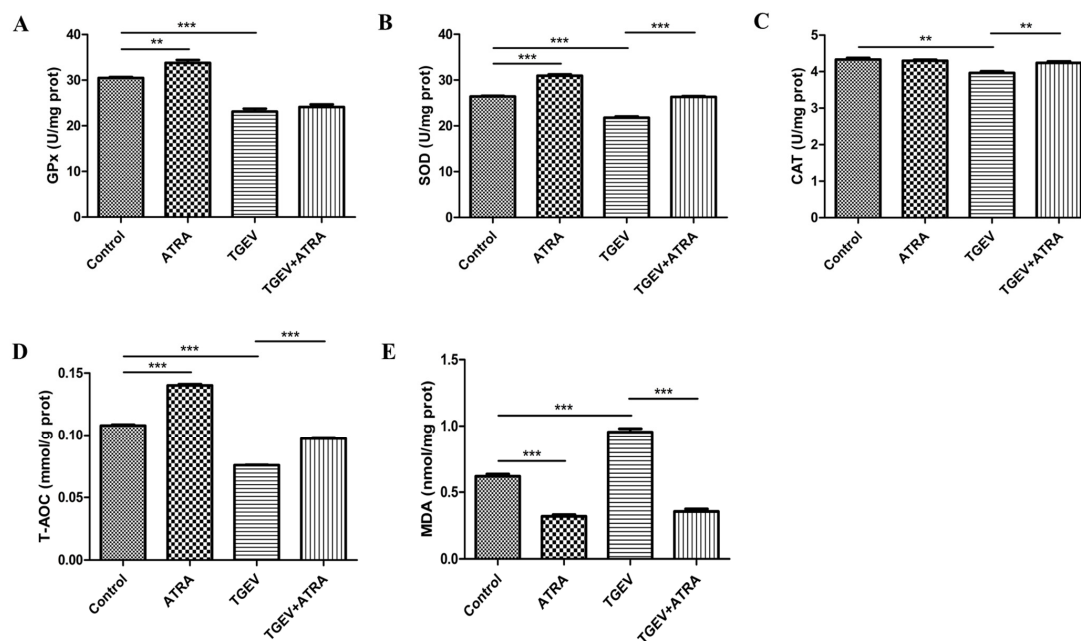 A
***
**
GPx (U/mg prot)
40
30
20
10
0
Control
ATRA
TGEV
TGEV+ATRA
B
***
***
***
SOD (U/mg prot)
40
30
20
10
0
Control
ATRA
TGEV
TGEV+ATRA
C
**
**
CAT (U/mg prot)
5
4
3
2
1
0
Control
ATRA
TGEV
TGEV+ATRA
D
***
***
***
T-AOC (mmol/g prot)
0.15
0.10
0.05
0.00
Control
ATRA
TGEV
TGEV+ATRA
E
***
***
***
MDA (nmol/mg prot)
1.5
1.0
0.5
0.0
Control
ATRA
TGEV
TGEV+ATRA